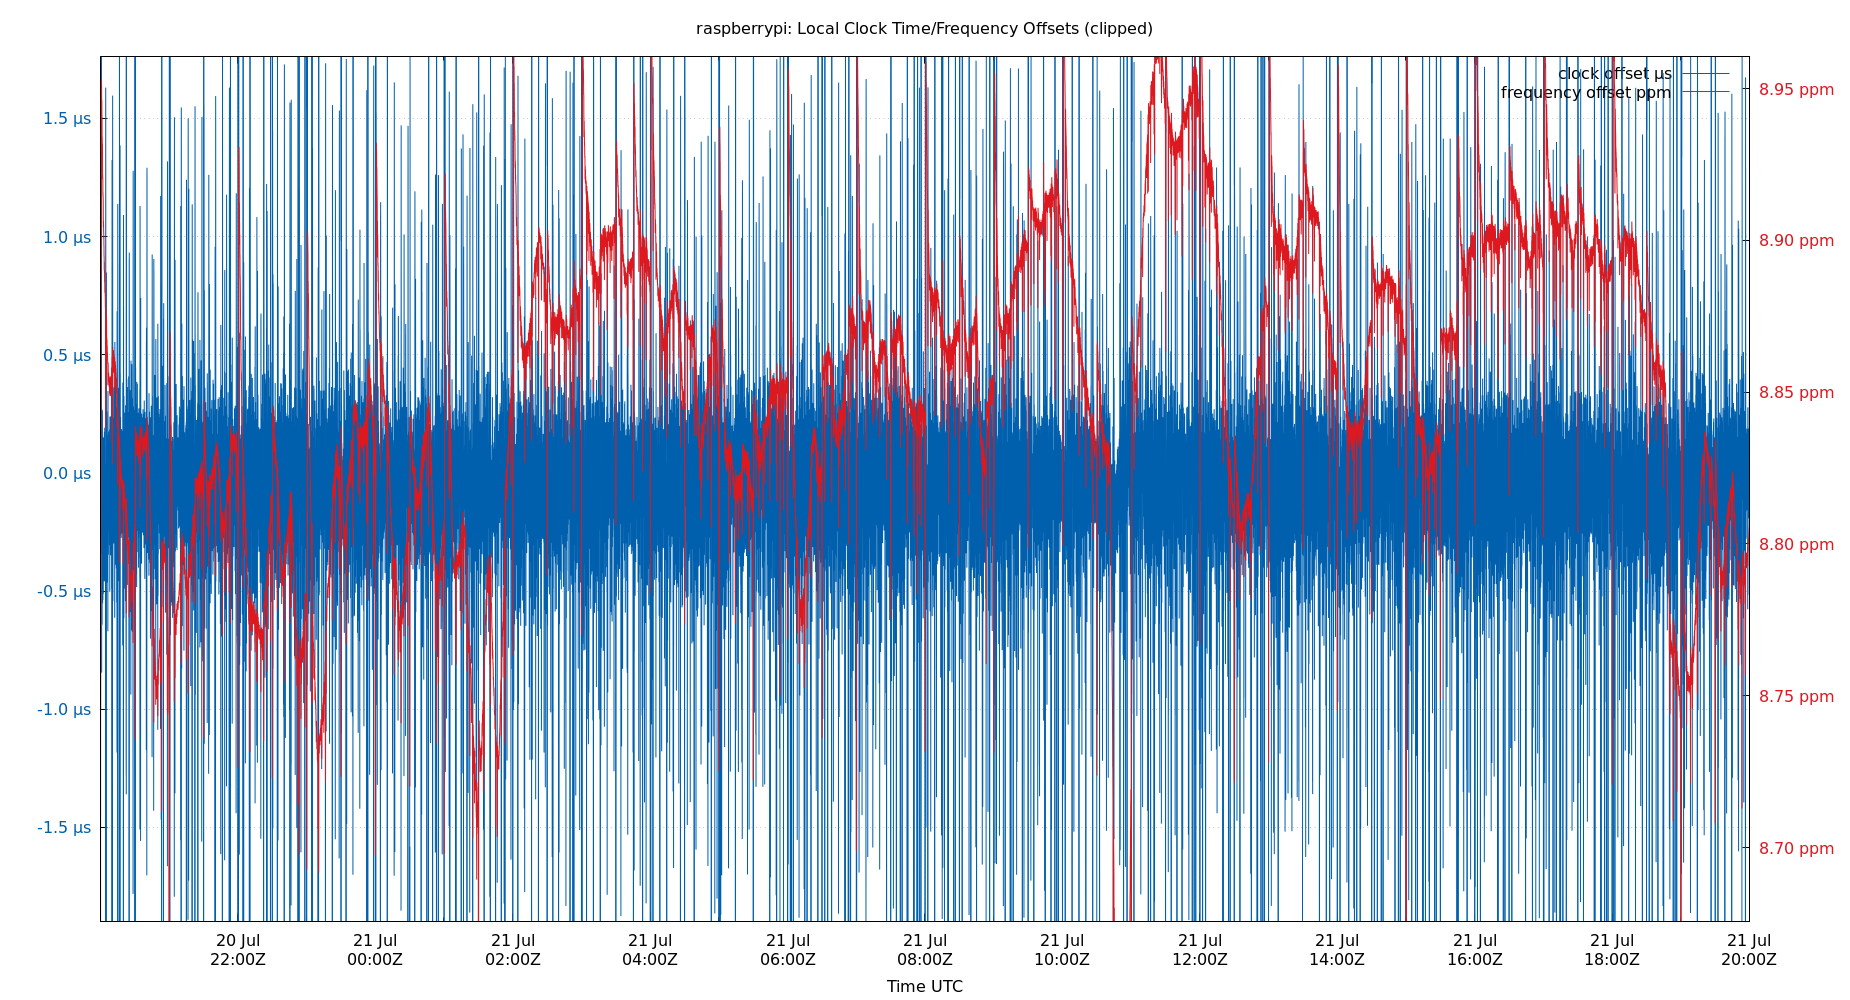 raspberrypi: Local Clock Time/Frequency Offsets (clipped)
clock offset μs
frequency offset ppm
1.5 μs
1.0 μs
0.5 μs
0.0 μs
-0.5 μs
-1.0 μs
-1.5 μs
8.95 ppm
8.90 ppm
8.85 ppm
8.80 ppm
8.75 ppm
8.70 ppm
20 Jul
22:00Z
21 Jul
00:00Z
21 Jul
02:00Z
21 Jul
04:00Z
21 Jul
06:00Z
21 Jul
08:00Z
21 Jul
10:00Z
21 Jul
12:00Z
21 Jul
14:00Z
21 Jul
16:00Z
21 Jul
18:00Z
21 Jul
20:00Z
Time UTC